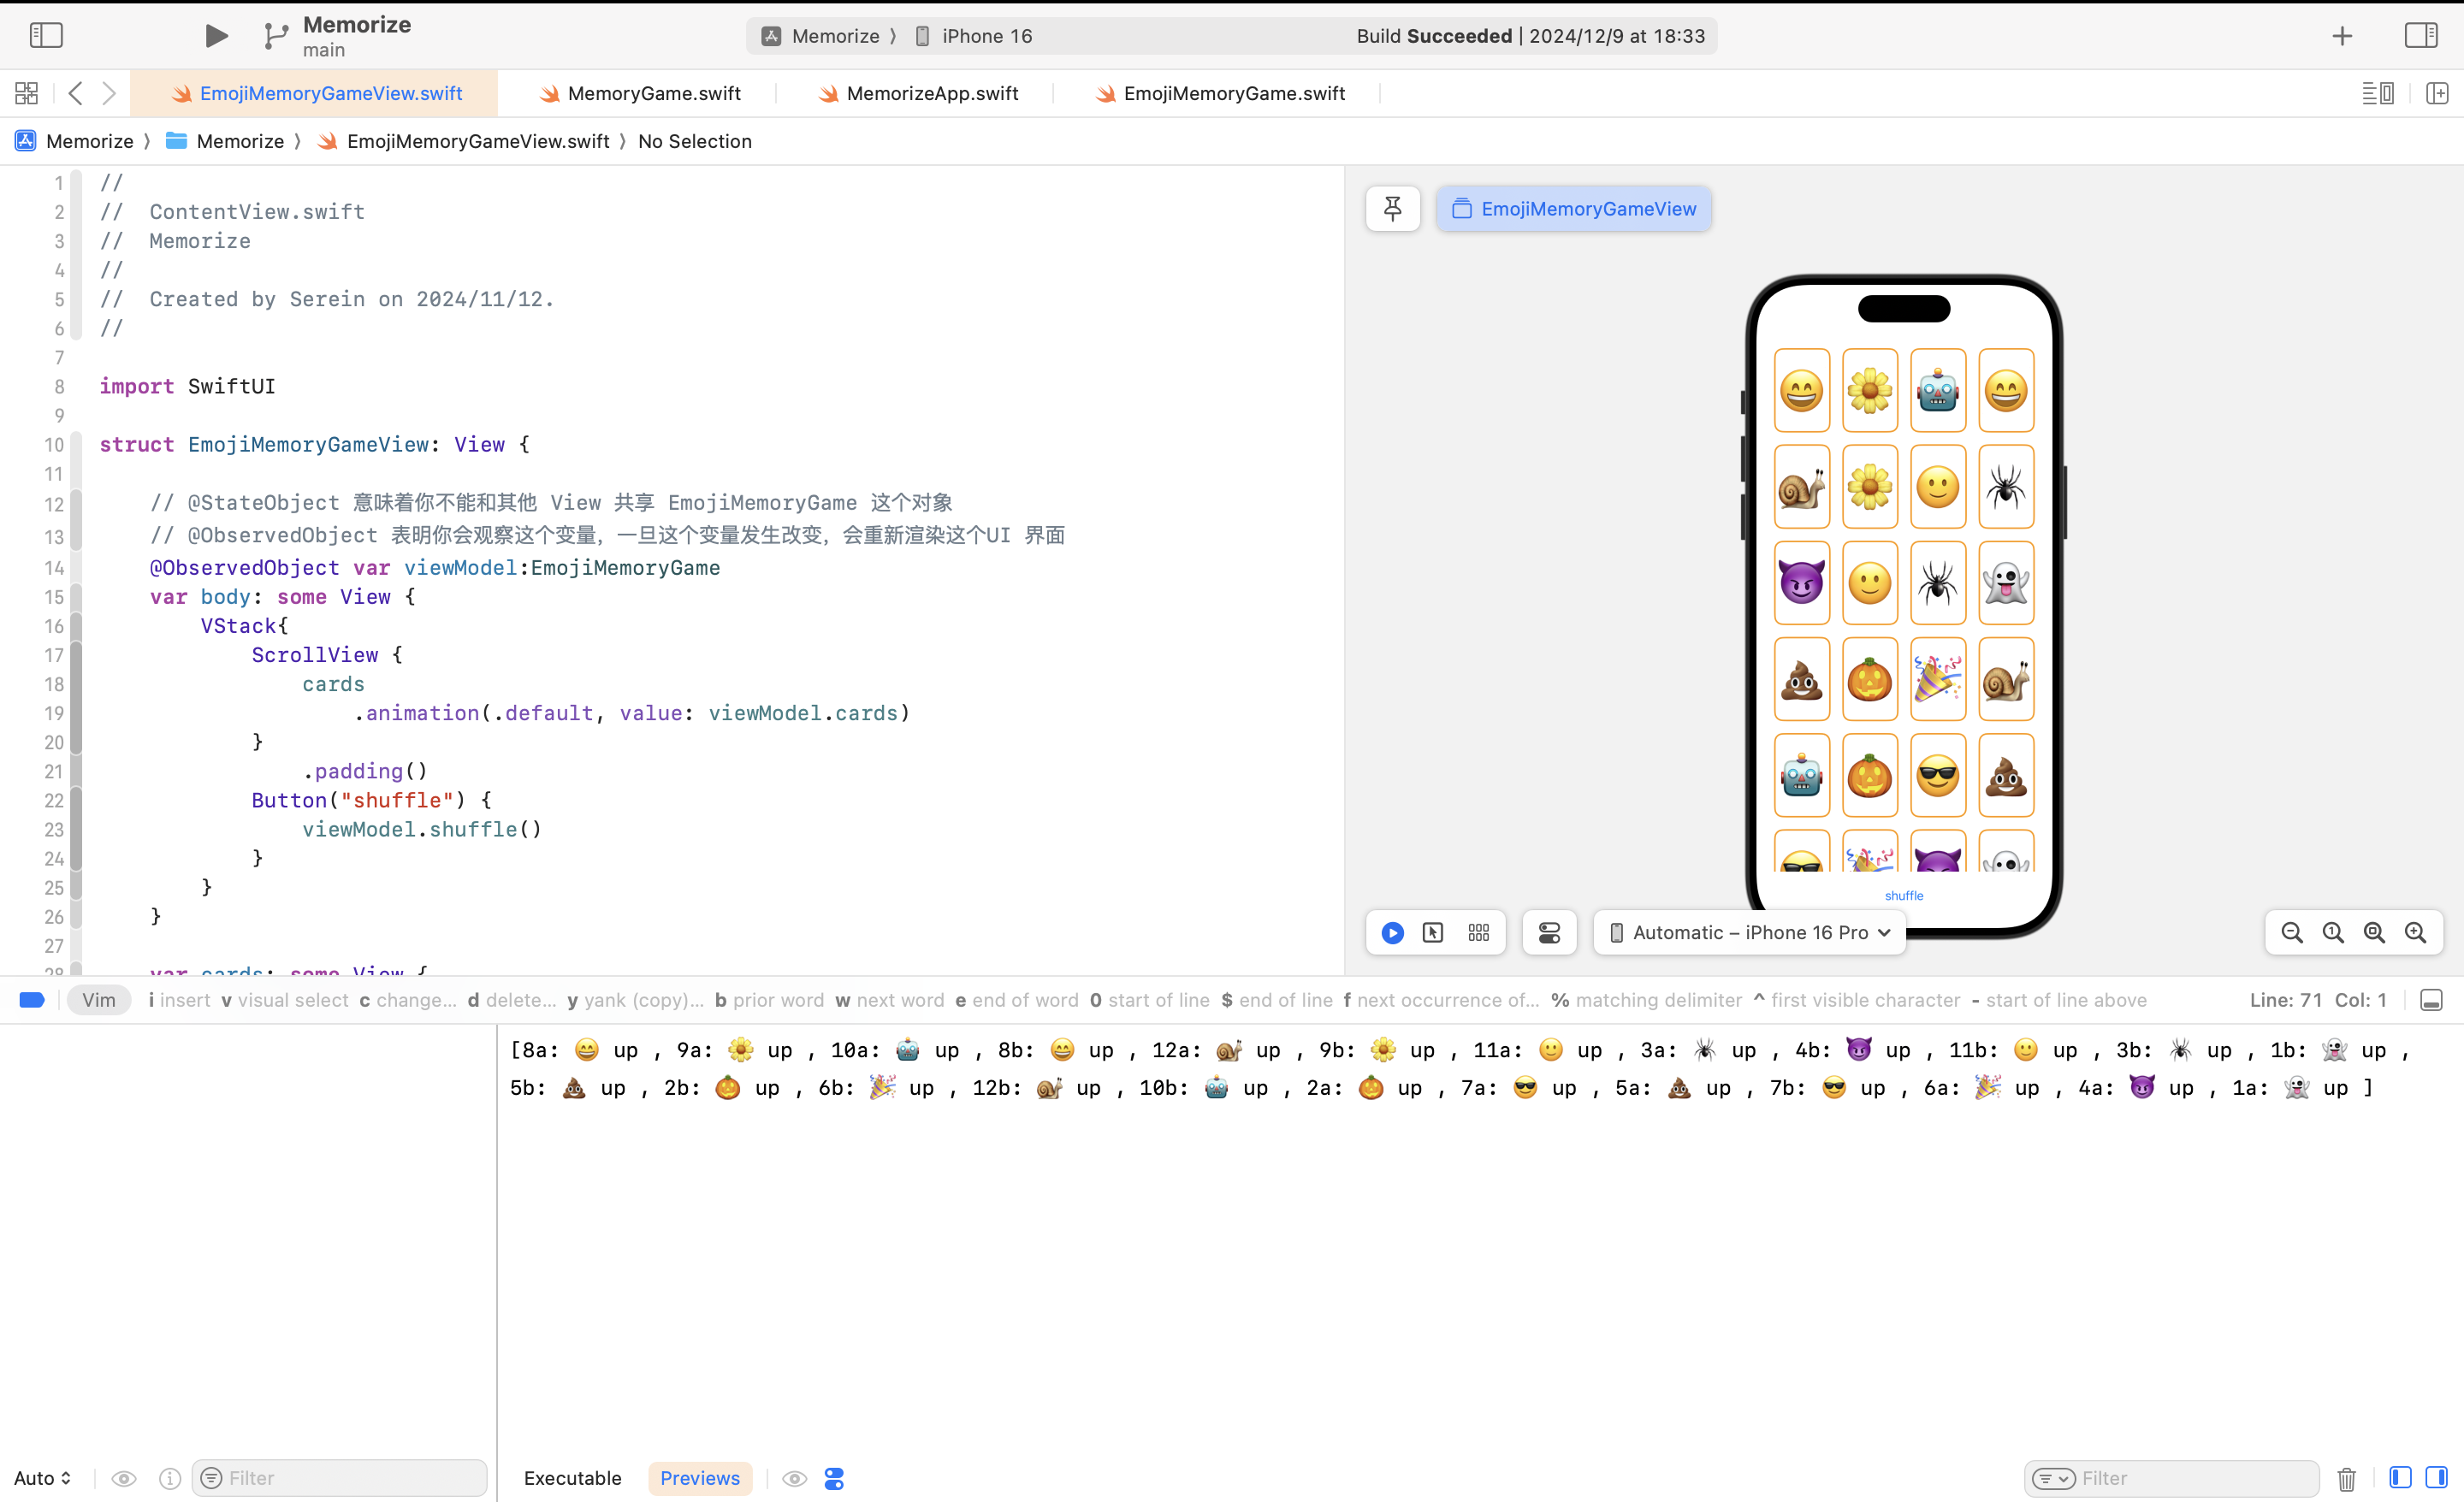 Memorize
main
Memorize 〉 iPhone 16
Build Succeeded | 2024/12/9 at 18:33
EmojiMemoryGameView.swift
MemoryGame.swift
MemorizeApp.swift
EmojiMemoryGame.swift
Memorize 〉 Memorize 〉 EmojiMemoryGameView.swift 〉 No Selection
1 //
2 //  ContentView.swift
3 //  Memorize
4 //
5 //  Created by Serein on 2024/11/12.
6 //
7
8 import SwiftUI
9
10 struct EmojiMemoryGameView: View {
11
12     // @StateObject 意味着你不能和其他 View 共享 EmojiMemoryGame 这个对象
13     // @ObservedObject 表明你会观察这个变量，一旦这个变量发生改变，会重新渲染这个UI 界面
14     @ObservedObject var viewModel:EmojiMemoryGame
15     var body: some View {
16         VStack{
17             ScrollView {
18                 cards
19                     .animation(.default, value: viewModel.cards)
20             }
21                 .padding()
22             Button("shuffle") {
23                 viewModel.shuffle()
24             }
25         }
26     }
27
28     var cards: some View {
EmojiMemoryGameView
shuffle
Automatic – iPhone 16 Pro
Vim i insert v visual select c change... d delete... y yank (copy)... b prior word w next word e end of word 0 start of line $ end of line f next occurrence of... % matching delimiter ^ first visible character - start of line above
Line: 71 Col: 1
[8a: 😄 up , 9a: 🌼 up , 10a: 🤖 up , 8b: 😄 up , 12a: 🐌 up , 9b: 🌼 up , 11a: 🙂 up , 3a: 🕷 up , 4b: 😈 up , 11b: 🙂 up , 3b: 🕷 up , 1b: 👻 up ,
5b: 💩 up , 2b: 🎃 up , 6b: 🎉 up , 12b: 🐌 up , 10b: 🤖 up , 2a: 🎃 up , 7a: 😎 up , 5a: 💩 up , 7b: 😎 up , 6a: 🎉 up , 4a: 😈 up , 1a: 👻 up ]
Auto
Filter
Executable
Previews
Filter